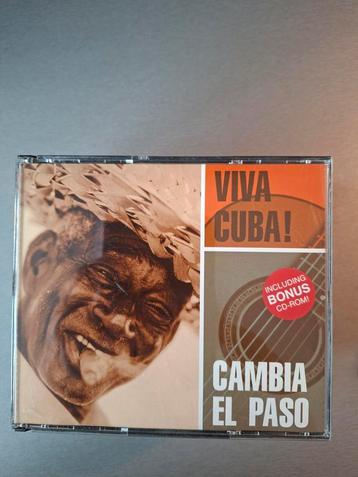 VIVA
CUBA!
INCLUDING
BONUS
CD-ROM!
CAMBIA
EL PASO